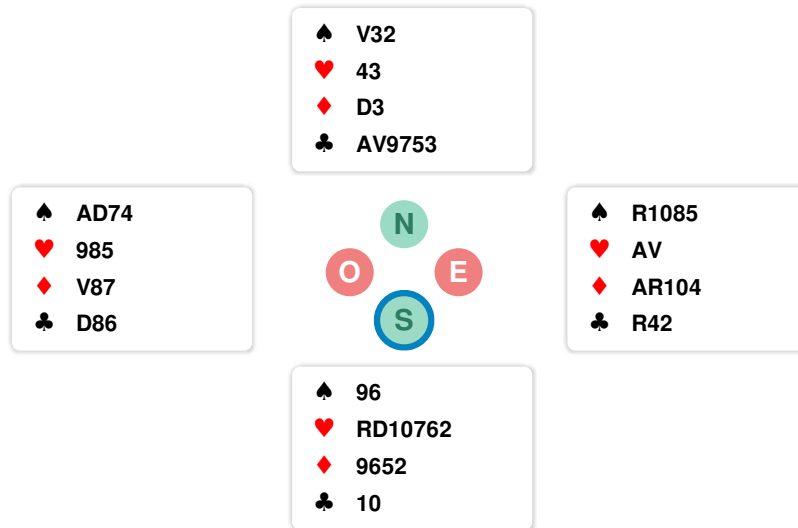 ♠ V32
♥ 43
♦ D3
♣ AV9753
♠ AD74
♥ 985
♦ V87
♣ D86
N
O E
S
♠ R1085
♥ AV
♦ AR104
♣ R42
♠ 96
♥ RD10762
♦ 9652
♣ 10